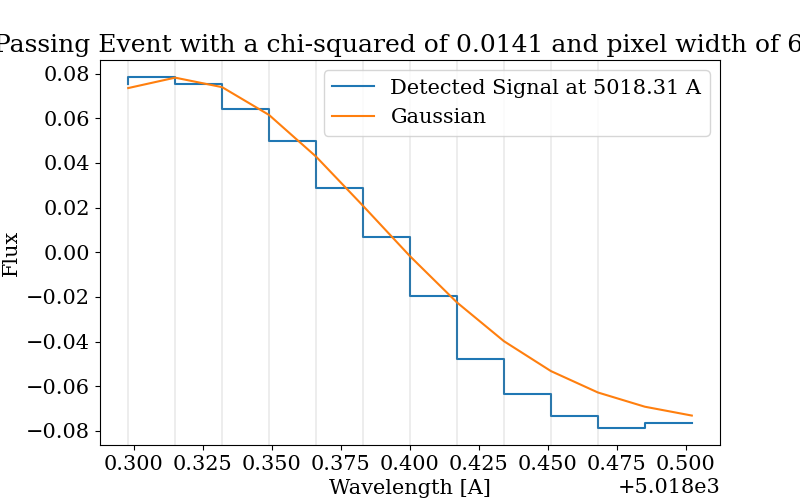 Passing Event with a chi-squared of 0.0141 and pixel width of 6
Detected Signal at 5018.31 A
Gaussian
Flux
0.08
0.06
0.04
0.02
0.00
−0.02
−0.04
−0.06
−0.08
0.300 0.325 0.350 0.375 0.400 0.425 0.450 0.475 0.500
Wavelength [A]
+5.018e3